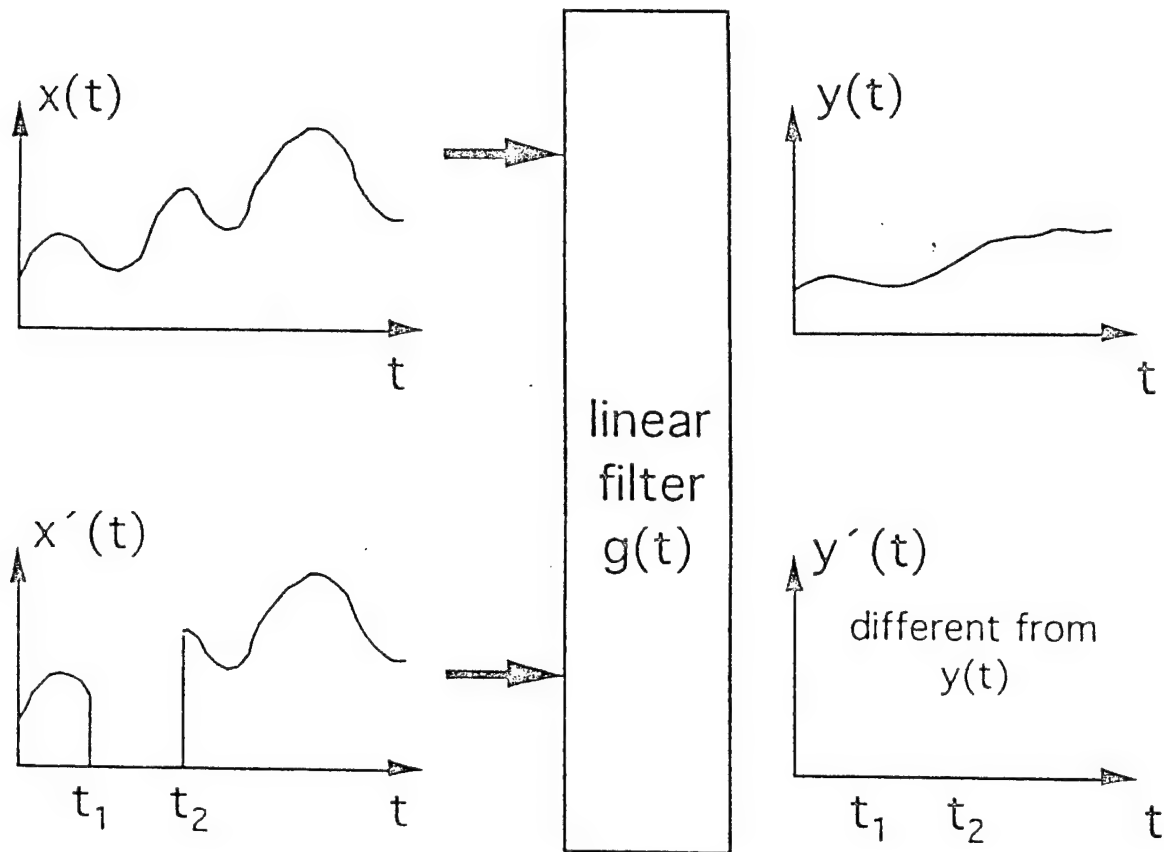 x(t)
t
y(t)
t
linear
filter
g(t)
x´(t)
t₁
t₂
t
y´(t)
different from
y(t)
t₁
t₂
t